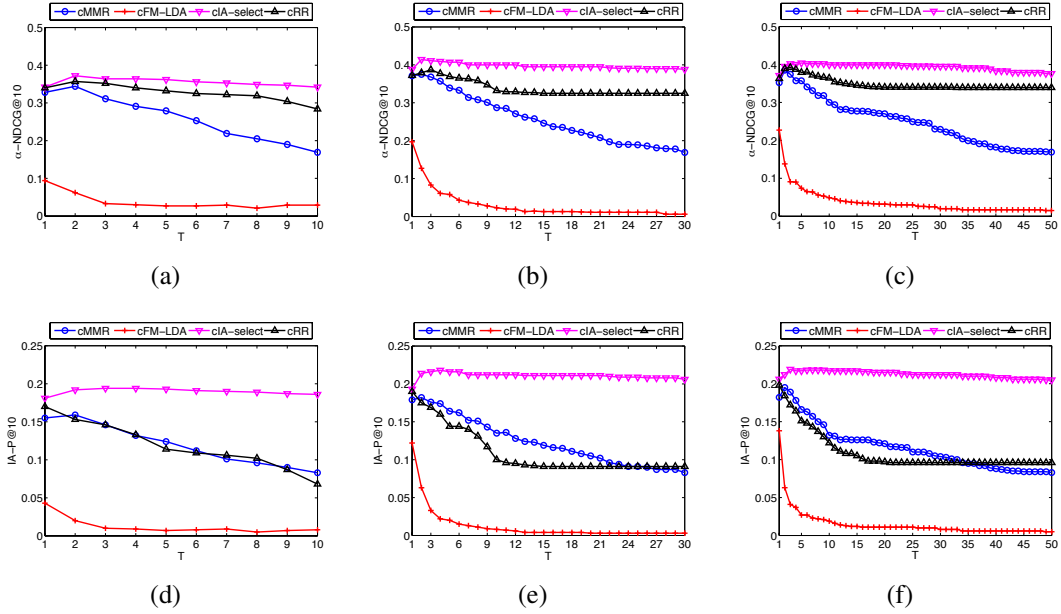 cMMR cFM-LDA cIA-select cRR
cMMR cFM-LDA cIA-select cRR
cMMR cFM-LDA cIA-select cRR
0.4
0.3
0.2
0.1
0
α-NDCG@10
1 2 3 4 5 6 7 8 9 10
T
0.5
0.4
0.3
0.2
0.1
0
α-NDCG@10
1 3 6 9 12 15 18 21 24 27 30
T
0.5
0.4
0.3
0.2
0.1
0
α-NDCG@10
1 5 10 15 20 25 30 35 40 45 50
T
(a)
(b)
(c)
cMMR cFM-LDA cIA-select cRR
cMMR cFM-LDA cIA-select cRR
cMMR cFM-LDA cIA-select cRR
0.25
0.2
0.15
0.1
0.05
0
IA-P@10
1 2 3 4 5 6 7 8 9 10
T
0.25
0.2
0.15
0.1
0.05
0
IA-P@10
1 3 6 9 12 15 18 21 24 27 30
T
0.25
0.2
0.15
0.1
0.05
0
IA-P@10
1 5 10 15 20 25 30 35 40 45 50
T
(d)
(e)
(f)